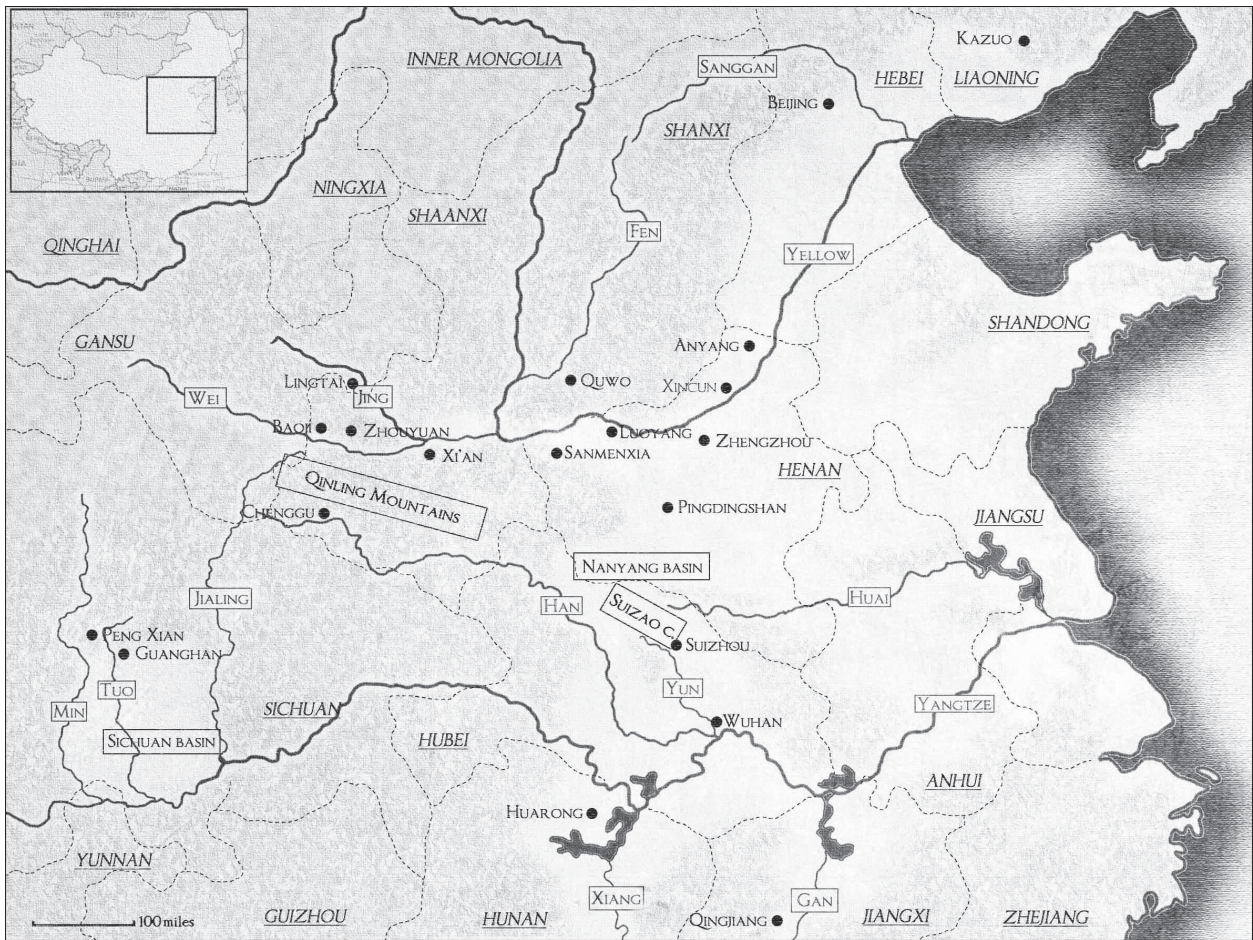 RUSSIA
INNER MONGOLIA
SANGGAN
HEBEI
LIAONING
KAZUO
BEIJING
SHANXI
NINGXIA
SHAANXI
FEN
YELLOW
QINGHAI
GANSU
SHANDONG
ANYANG
LINGTAI
JING
WEI
QUWO
XINCUN
BAOJI
ZHOUYUAN
LUOYANG
ZHENGZHOU
XI'AN
SANMENXIA
HENAN
QINLING MOUNTAINS
CHENGGU
PINGDINGSHAN
JIANGSU
NANYANG BASIN
JIALING
HAN
SUIZAO C.
HUAI
PENG XIAN
GUANGHAN
SUIZHOU
TUO
YUN
MIN
SICHUAN
YANGTZE
WUHAN
SICHUAN BASIN
HUBEI
ANHUI
HUARONG
YUNNAN
XIANG
GAN
100 miles
GUIZHOU
HUNAN
QINGJIANG
JIANGXI
ZHEJIANG